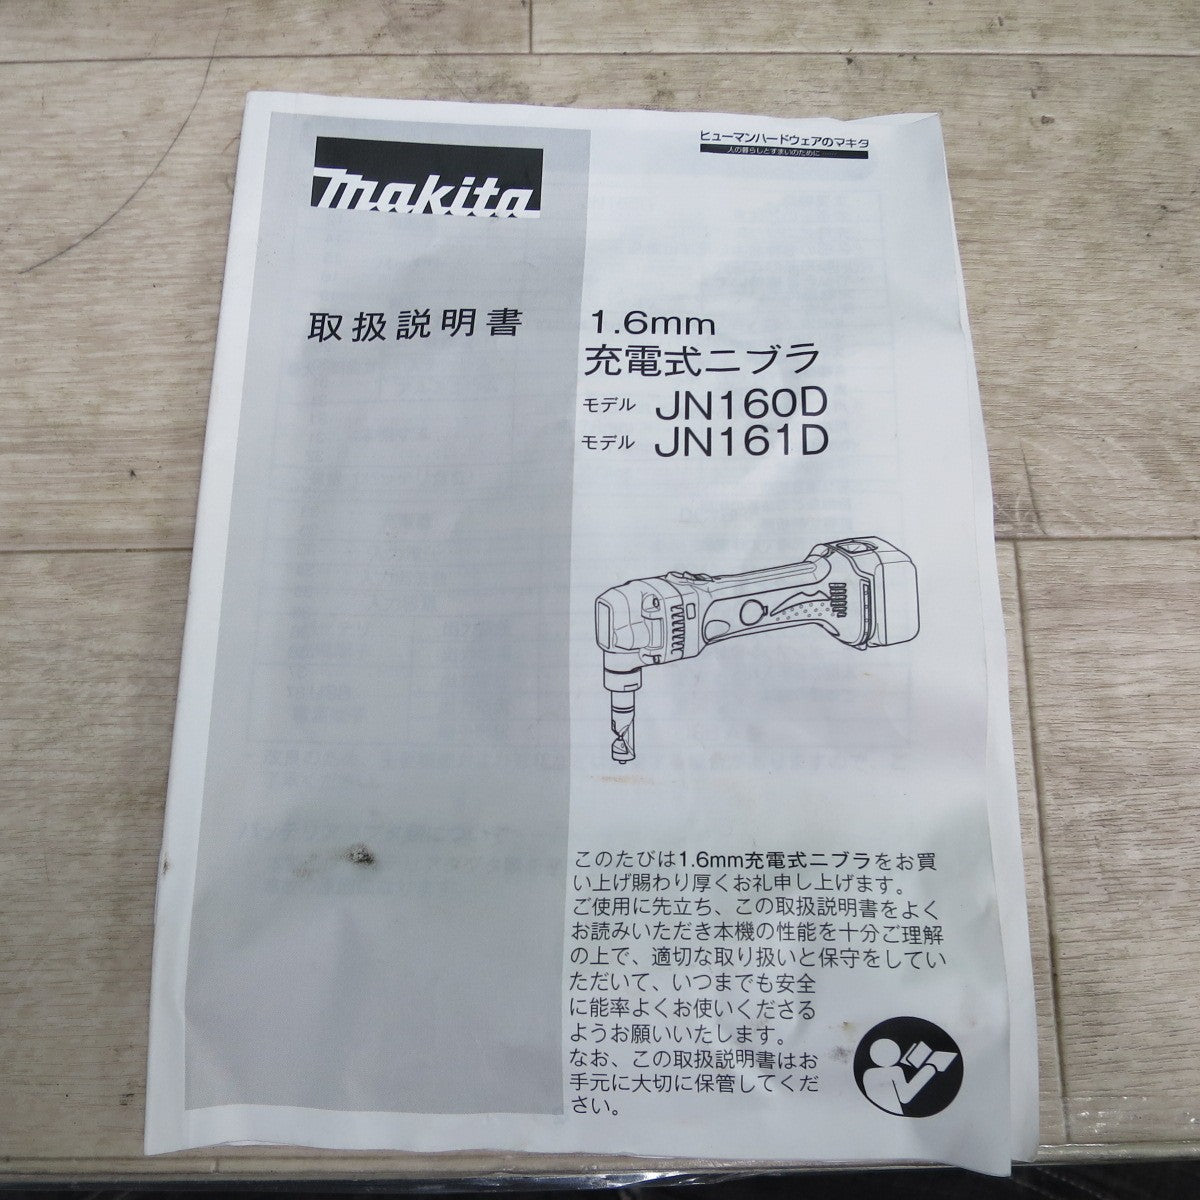 makita
ヒューマンハードウェアのマキタ
人の暮らしとすまいのために
取扱説明書
1.6mm
充電式ニブラ
モデル JN160D
モデル JN161D
このたびは1.6mm充電式ニブラをお買
い上げ賜わり厚くお礼申し上げます。
ご使用に先立ち、この取扱説明書をよく
お読みいただき本機の性能を十分ご理解
の上で、適切な取り扱いと保守をしてい
ただいて、いつまでも安全
に能率よくお使いくださる
ようお願いいたします。
なお、この取扱説明書はお
手元に大切に保管してくだ
さい。